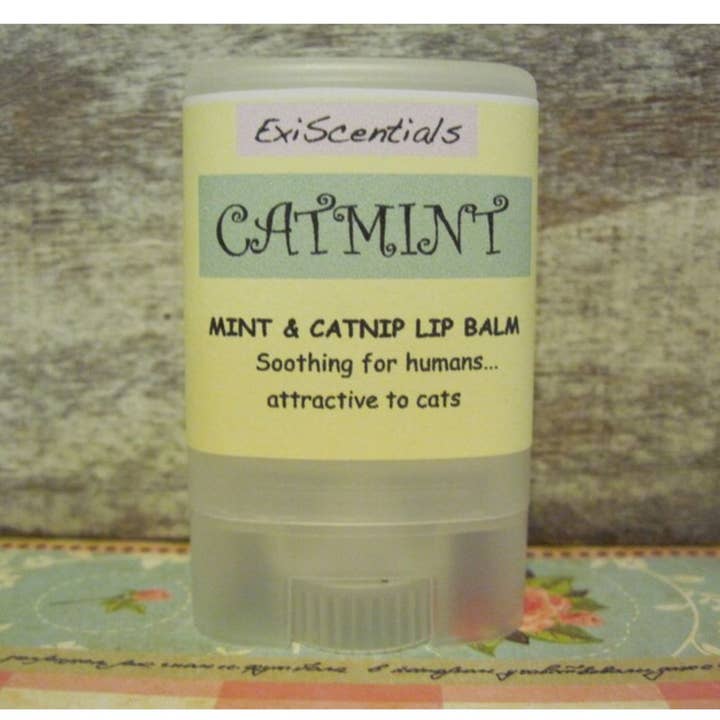 ExiScentials
CATMINT
MINT & CATNIP LIP BALM
Soothing for humans...
attractive to cats